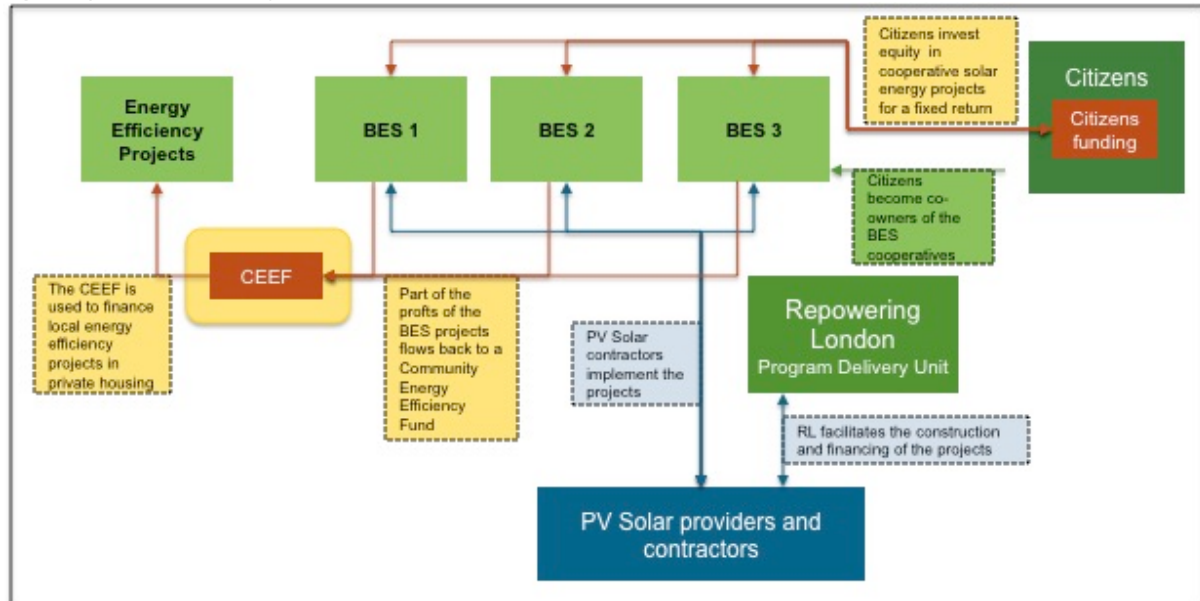 Citizens invest
equity in
cooperative solar
energy projects
for a fixed return
Citizens
Citizens
funding
Energy
Efficiency
Projects
BES 1
BES 2
BES 3
Citizens
become co-
owners of the
BES
cooperatives
CEEF
The CEEF is
used to finance
local energy
efficiency
projects in
private housing
Part of the
profts of the
BES projects
flows back to a
Community
Energy
Efficiency
Fund
PV Solar
contractors
implement the
projects
Repowering
London
Program Delivery Unit
RL facilitates the construction
and financing of the projects
PV Solar providers and
contractors